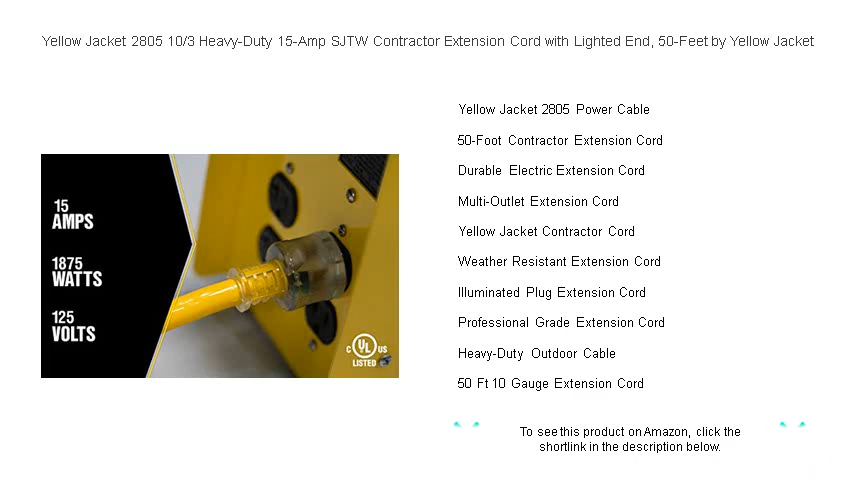 Yellow Jacket 2805 10/3 Heavy-Duty 15-Amp SJTW Contractor Extension Cord with Lighted End, 50-Feet by Yellow Jacket
Yellow Jacket 2805 Power Cable
50-Foot Contractor Extension Cord
Durable Electric Extension Cord
Multi-Outlet Extension Cord
Yellow Jacket Contractor Cord
Weather Resistant Extension Cord
Illuminated Plug Extension Cord
Professional Grade Extension Cord
Heavy-Duty Outdoor Cable
50 Ft 10 Gauge Extension Cord
15
AMPS
1875
WATTS
125
VOLTS
C UL US
LISTED
To see this product on Amazon, click the
shortlink in the description below.